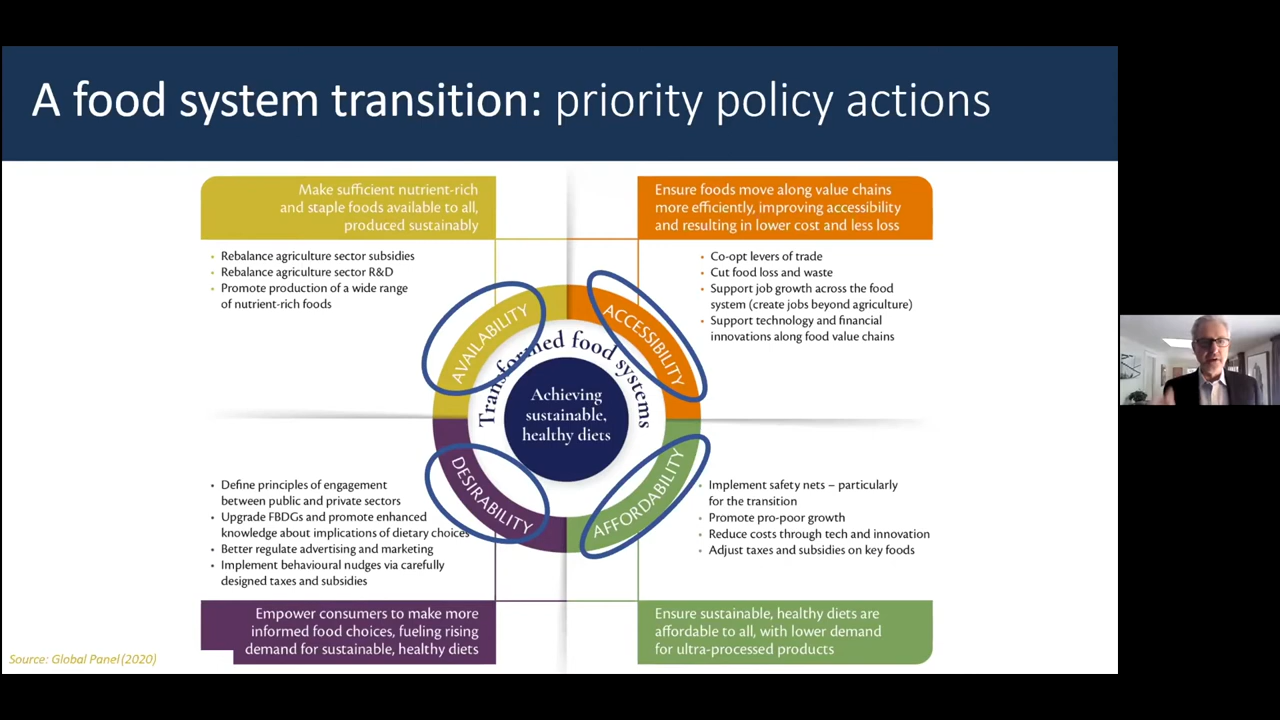 A food system transition: priority policy actions
Make sufficient nutrient-rich
and staple foods available to all,
produced sustainably
• Rebalance agriculture sector subsidies
• Rebalance agriculture sector R&D
• Promote production of a wide range
of nutrient-rich foods
Ensure foods move along value chains
more efficiently, improving accessibility
and resulting in lower cost and less loss
• Co-opt levers of trade
• Cut food loss and waste
• Support job growth across the food
system (create jobs beyond agriculture)
• Support technology and financial
innovations along food value chains
AVAILABILITY
ACCESSIBILITY
Transformed food systems
Achieving
sustainable,
healthy diets
DESIRABILITY
AFFORDABILITY
• Define principles of engagement
between public and private sectors
• Upgrade FBDGs and promote enhanced
knowledge about implications of dietary choices
• Better regulate advertising and marketing
• Implement behavioural nudges via carefully
designed taxes and subsidies
Empower consumers to make more
informed food choices, fueling rising
demand for sustainable, healthy diets
• Implement safety nets – particularly
for the transition
• Promote pro-poor growth
• Reduce costs through tech and innovation
• Adjust taxes and subsidies on key foods
Ensure sustainable, healthy diets are
affordable to all, with lower demand
for ultra-processed products
Source: Global Panel (2020)